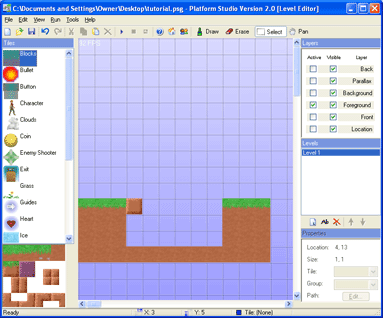 C:\Documents and Settings\Owner\Desktop\tutorial.png - Platform Studio Version 2.0 [Level Editor]
File Edit View Run Tools Help
Draw Erase Select Pan
Tiles
Blocks
Bullet
Button
Character
Clouds
Coin
Enemy Shooter
Exit
Grass
Guides
Heart
Ice
Layers
Active Visible Layer
Back
Parallax
Background
Foreground
Front
Location
Levels
Level 1
Properties
Location: 4, 13
Size: 1, 1
Tile:
Group:
Path: Edit...
Ready X: 3 Y: 5 Tile: (None)